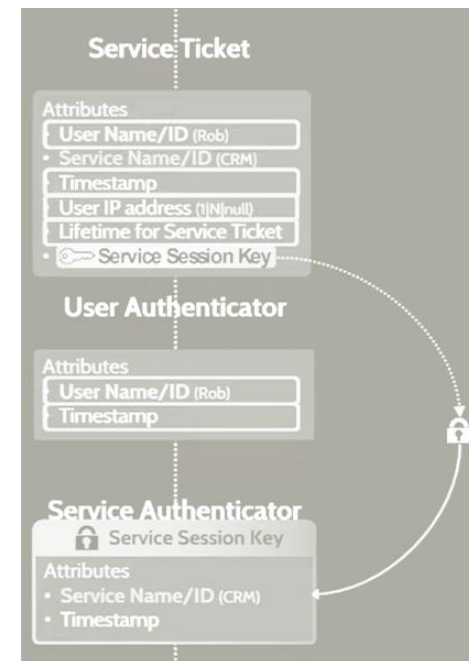 Service Ticket
Attributes
User Name/ID (Rob)
• Service Name/ID (CRM)
Timestamp
User IP address (1|N|null)
Lifetime for Service Ticket
• Service Session Key
User Authenticator
Attributes
User Name/ID (Rob)
Timestamp
Service Authenticator
Service Session Key
Attributes
• Service Name/ID (CRM)
• Timestamp